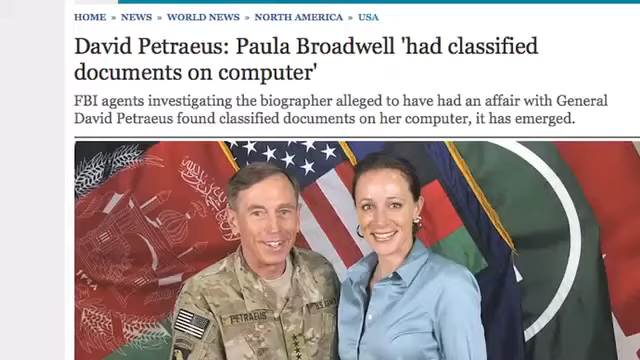 HOME » NEWS » WORLD NEWS » NORTH AMERICA » USA
David Petraeus: Paula Broadwell 'had classified
documents on computer'
FBI agents investigating the biographer alleged to have had an affair with General
David Petraeus found classified documents on her computer, it has emerged.
PETRAEUS